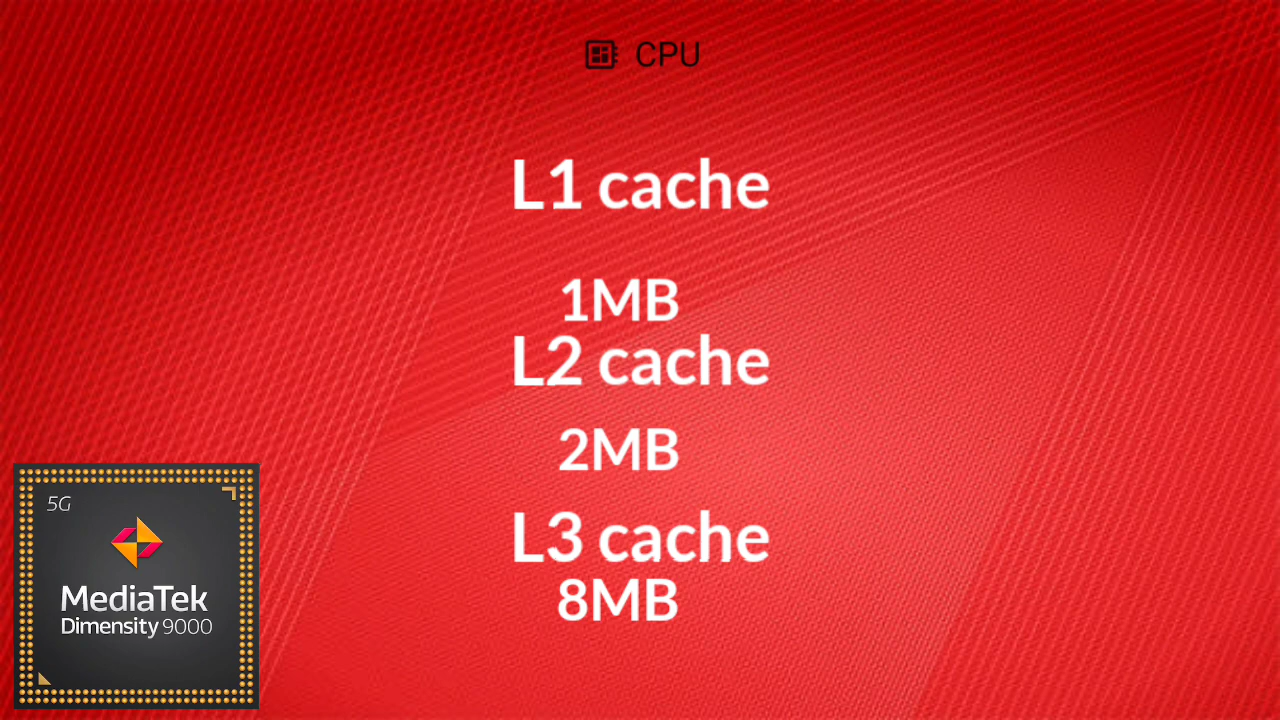 CPU
L1 cache
1MB
L2 cache
2MB
L3 cache
8MB
5G
MediaTek
Dimensity 9000